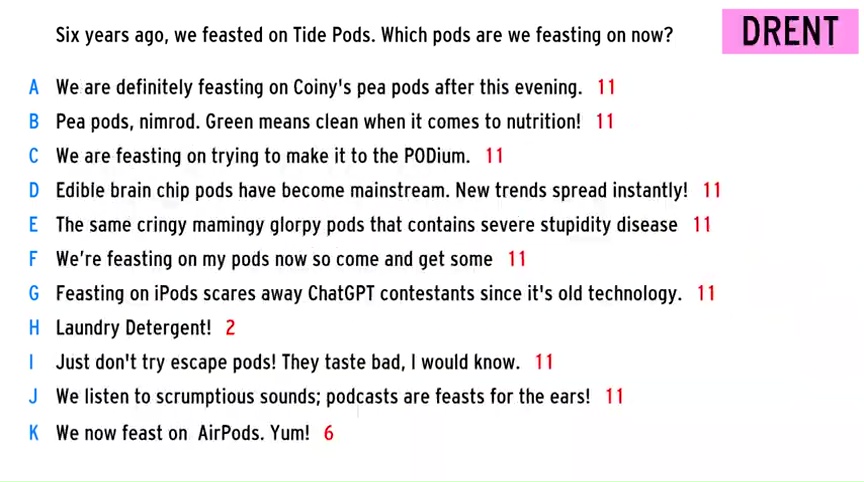 Six years ago, we feasted on Tide Pods. Which pods are we feasting on now?
DRENT
A We are definitely feasting on Coiny's pea pods after this evening. 11
B Pea pods, nimrod. Green means clean when it comes to nutrition! 11
C We are feasting on trying to make it to the PODium. 11
D Edible brain chip pods have become mainstream. New trends spread instantly! 11
E The same cringy mamingy glorpy pods that contains severe stupidity disease 11
F We're feasting on my pods now so come and get some 11
G Feasting on iPods scares away ChatGPT contestants since it's old technology. 11
H Laundry Detergent! 2
I Just don't try escape pods! They taste bad, I would know. 11
J We listen to scrumptious sounds; podcasts are feasts for the ears! 11
K We now feast on AirPods. Yum! 6